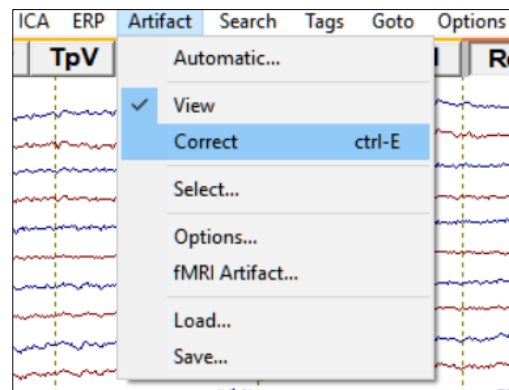 ICA ERP Artifact Search Tags Goto Options
TpV
Automatic...
View
Correct ctrl-E
Select...
Options...
fMRI Artifact...
Load...
Save...